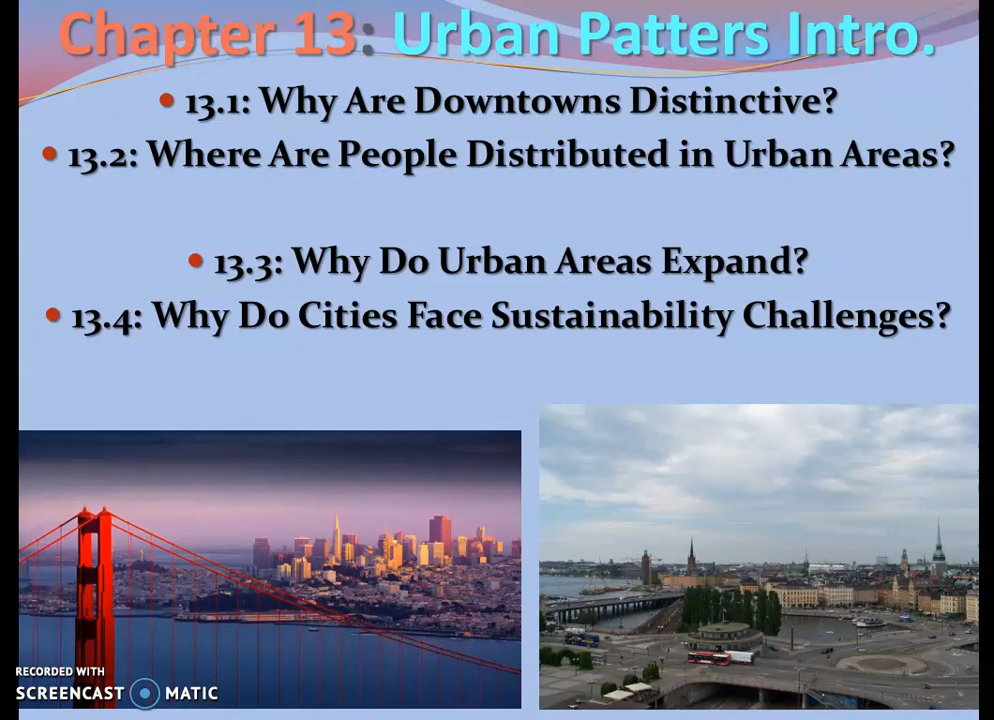 Chapter 13: Urban Patters Intro.
• 13.1: Why Are Downtowns Distinctive?
• 13.2: Where Are People Distributed in Urban Areas?
• 13.3: Why Do Urban Areas Expand?
• 13.4: Why Do Cities Face Sustainability Challenges?
RECORDED WITH
SCREENCAST MATIC